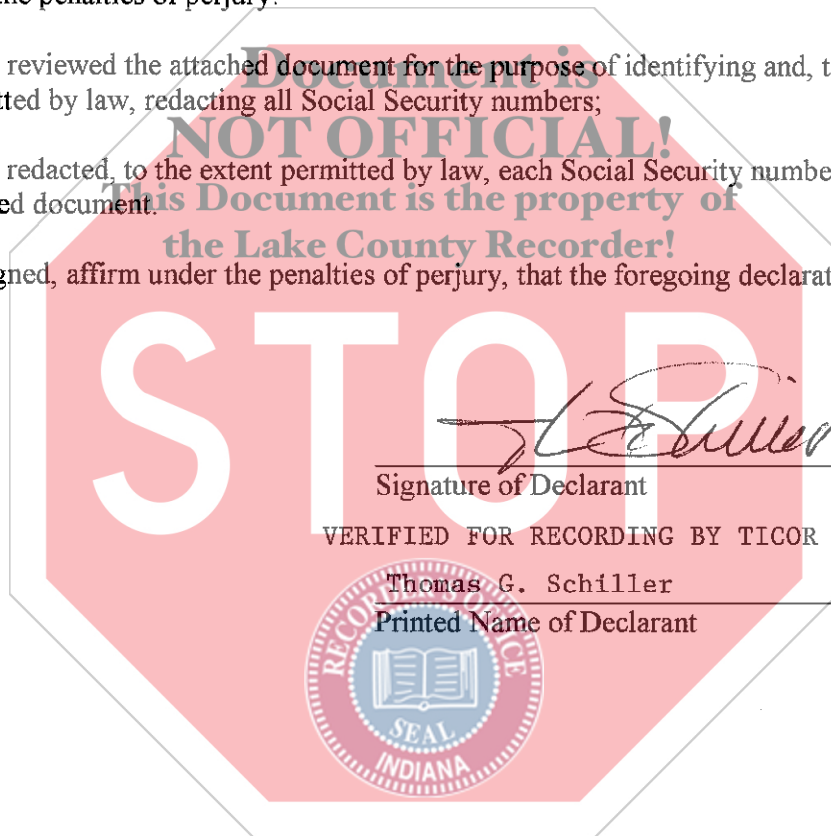 the penalties of perjury:
Document is
reviewed the attached document for the purpose of identifying and, t
tted by law, redacting all Social Security numbers;
NOT OFFICIAL!
redacted, to the extent permitted by law, each Social Security numbe
This Document is the property of
ed document.
the Lake County Recorder!
gned, affirm under the penalties of perjury, that the foregoing declarat
STOP
Signature of Declarant
VERIFIED FOR RECORDING BY TICOR
Thomas G. Schiller
Printed Name of Declarant
RECORDER'S OFFICE
SEAL
INDIANA